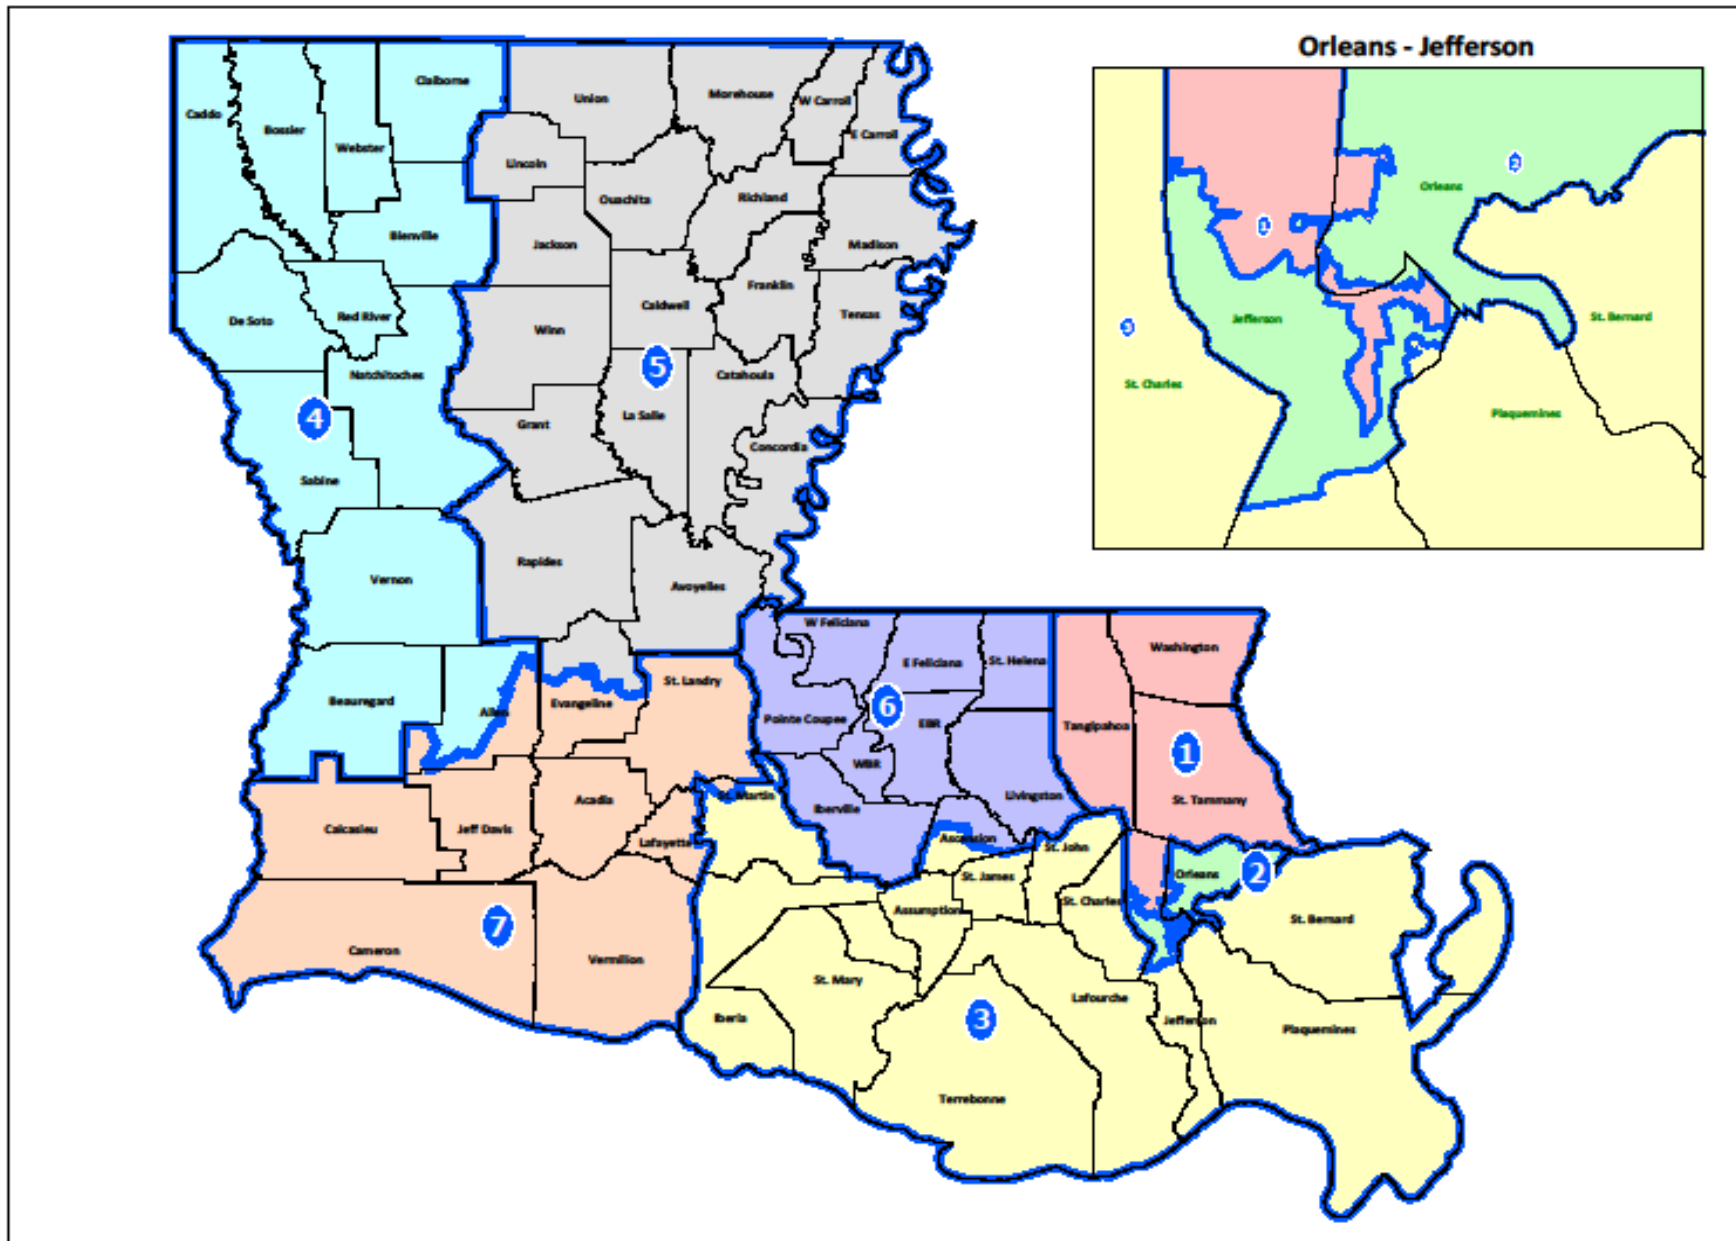 Orleans - Jefferson
Claiborne
Union
Morehouse
W Carroll
Caddo
Bossier
Webster
E Carroll
Lincoln
Ouachita
Richland
Bienville
Jackson
Madison
Franklin
Caldwell
De Soto
Red River
Winn
Tensas
Natchitoches
5
Catahoula
4
Grant
La Salle
Concordia
Sabine
Rapides
Vernon
Avoyelles
2
Orleans
1
3
Jefferson
St. Bernard
St. Charles
Plaquemines
W Feliciana
Washington
E Feliciana
St. Helena
St. Landry
Beauregard
Allen
Evangeline
6
Pointe Coupee
EBR
Tangipahoa
1
WBR
St. Martin
Iberville
Livingston
St. Tammany
Calcasieu
Jeff Davis
Acadia
Lafayette
Ascension
St. John
St. James
Orleans
2
St. Charles
Assumption
St. Bernard
7
Cameron
Vermilion
St. Mary
Lafourche
Iberia
3
Jefferson
Plaquemines
Terrebonne